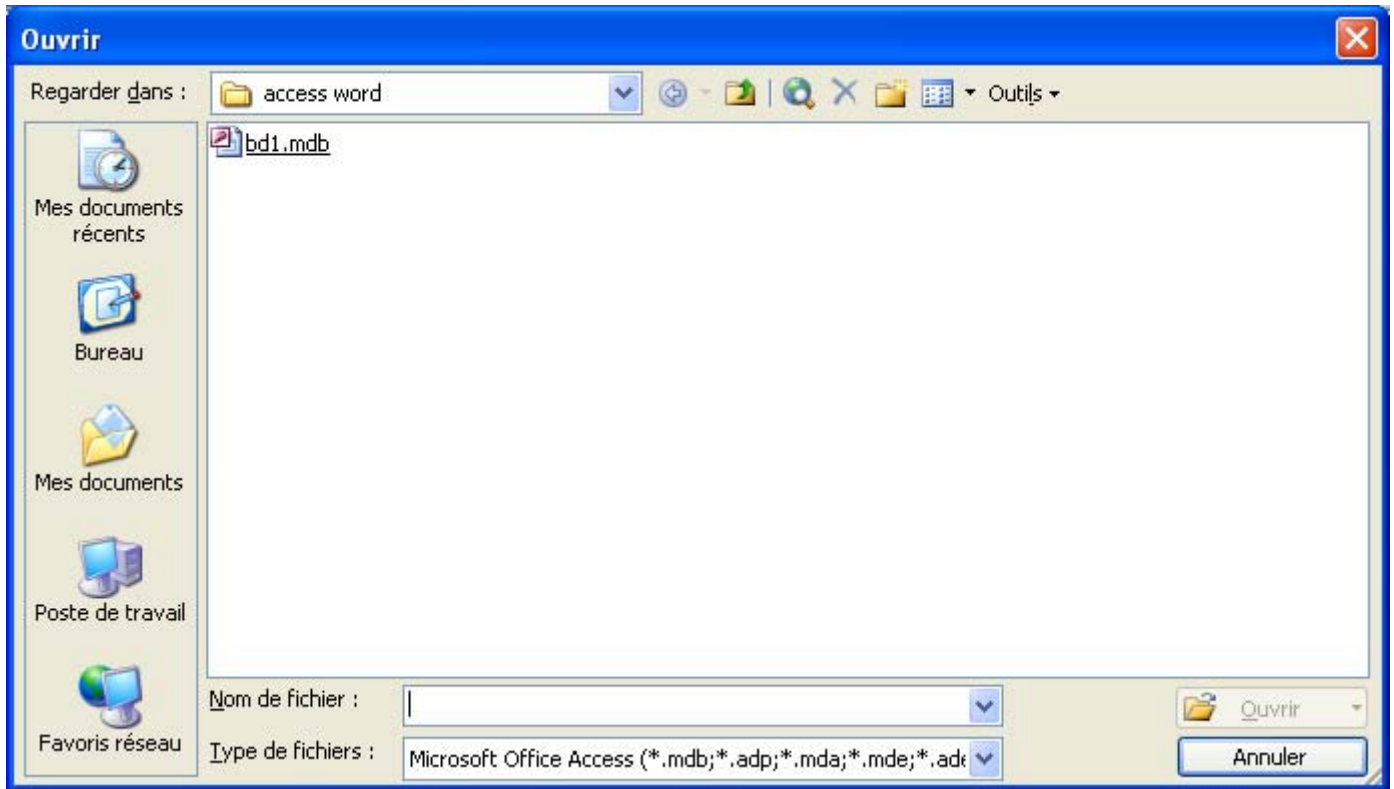 Ouvrir
Regarder dans :
access word
Outils
bd1.mdb
Mes documents
récents
Bureau
Mes documents
Poste de travail
Favoris réseau
Nom de fichier :
Ouvrir
Type de fichiers :
Microsoft Office Access (*.mdb;*.adp;*.mda;*.mde;*.ade
Annuler